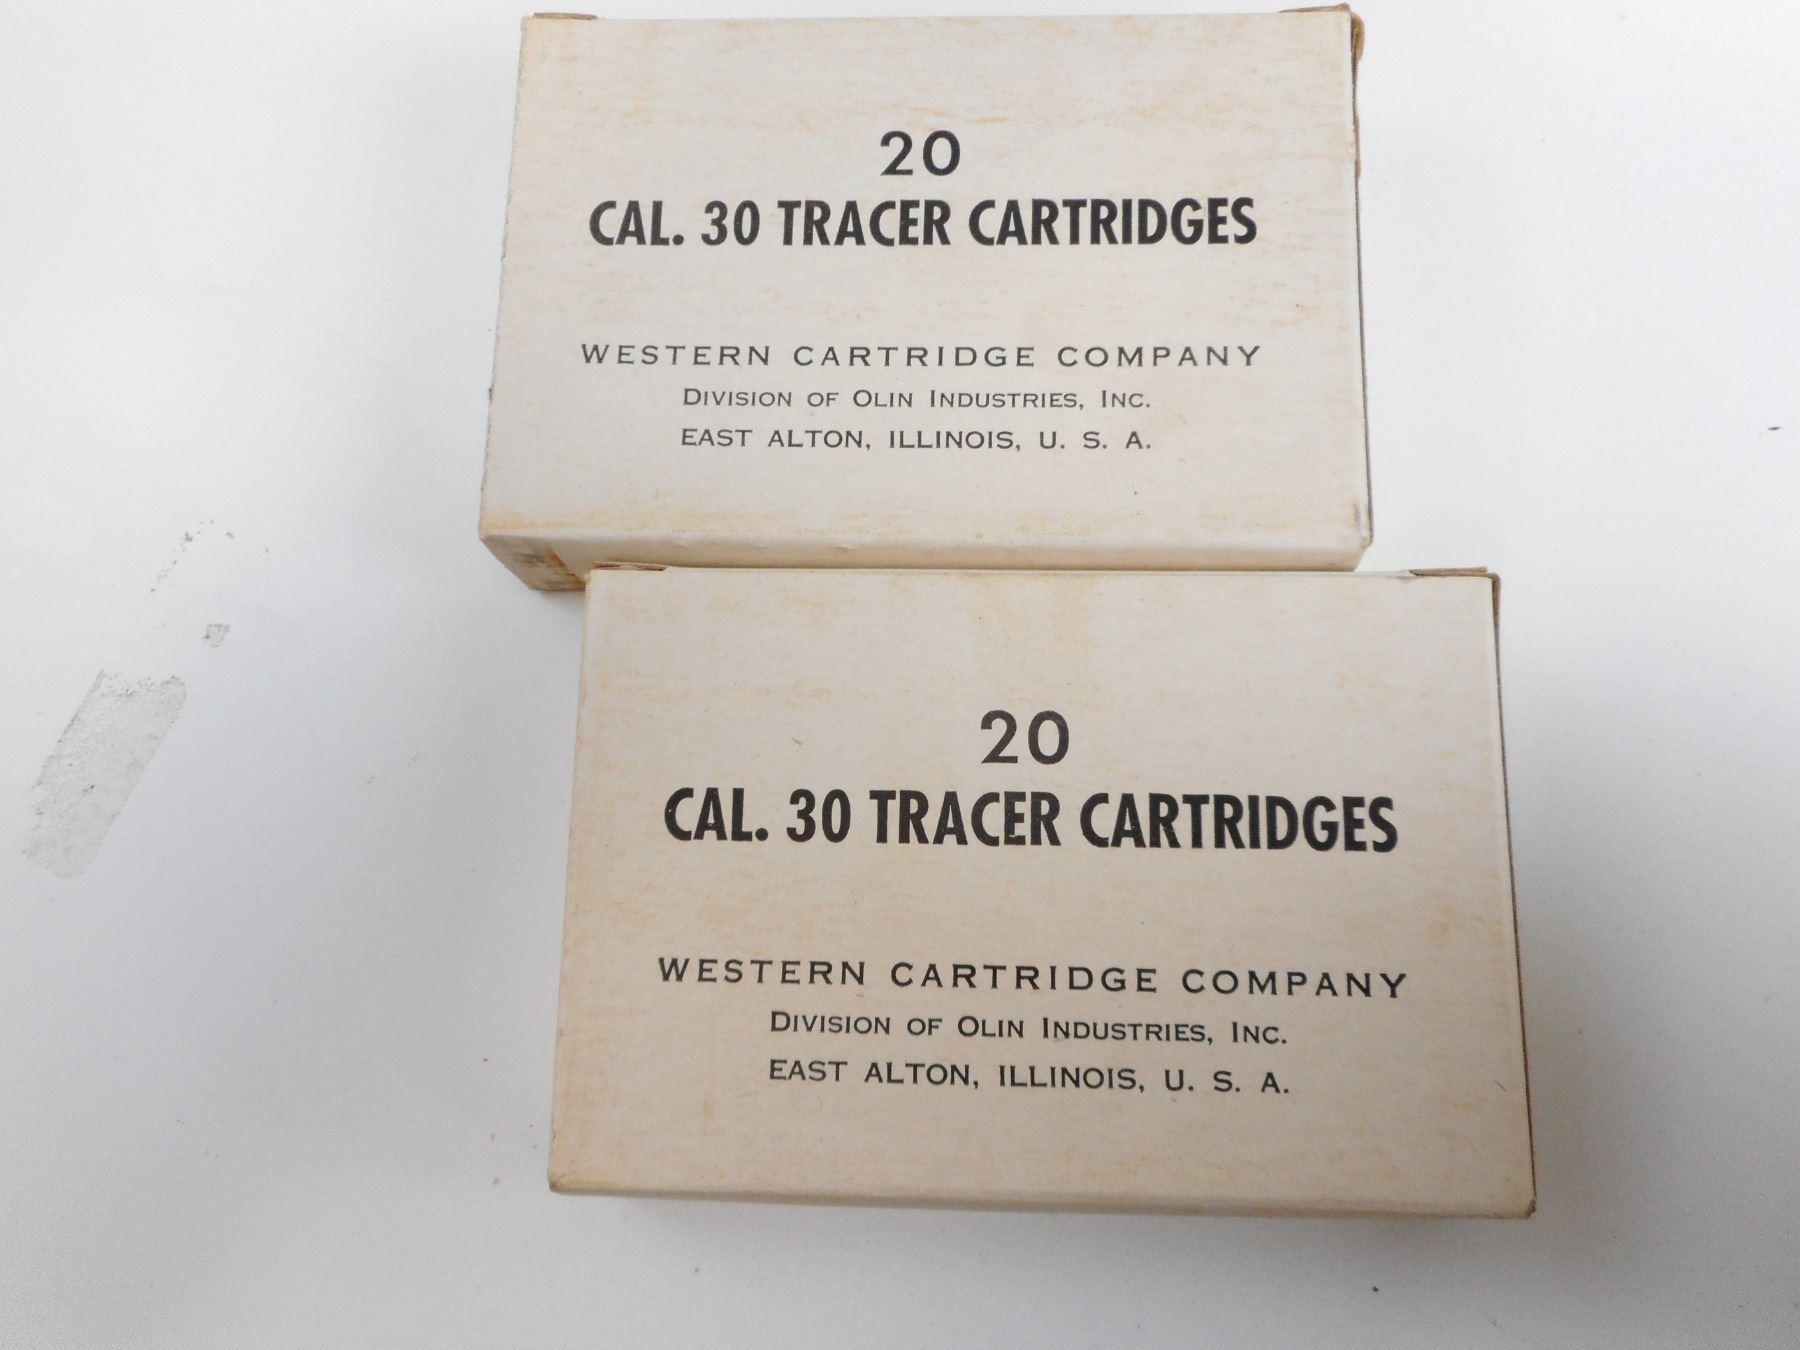 20
CAL. 30 TRACER CARTRIDGES
WESTERN CARTRIDGE COMPANY
DIVISION OF OLIN INDUSTRIES, INC.
EAST ALTON, ILLINOIS, U. S. A.
20
CAL. 30 TRACER CARTRIDGES
WESTERN CARTRIDGE COMPANY
DIVISION OF OLIN INDUSTRIES, INC.
EAST ALTON, ILLINOIS, U. S. A.